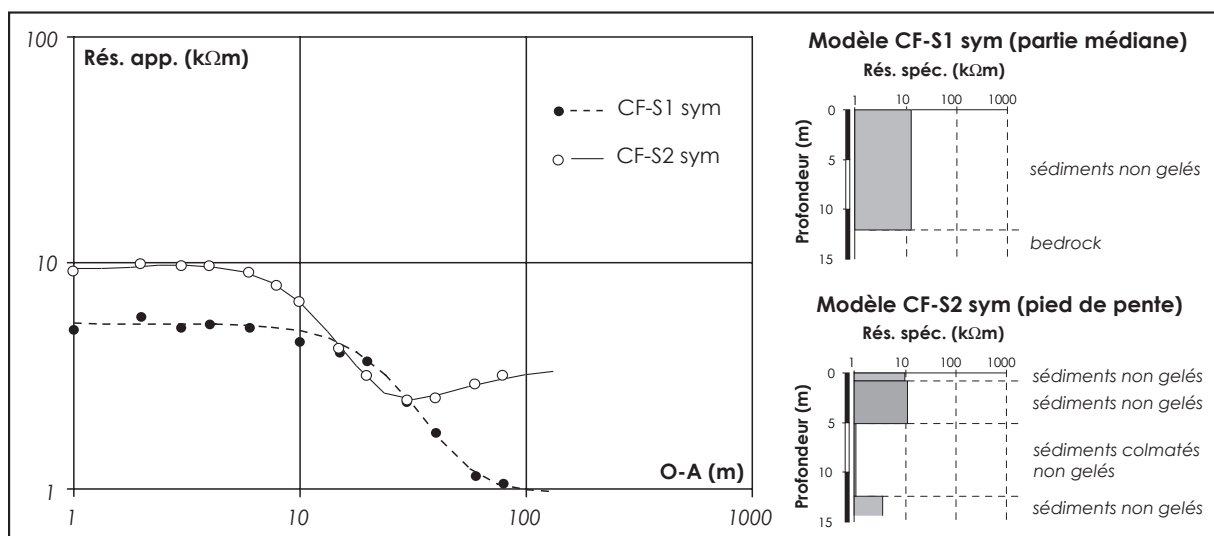 100
10
1
Rés. app. (kΩm)
CF-S1 sym
CF-S2 sym
O-A (m)
1
10
100
1000
Modèle CF-S1 sym (partie médiane)
Rés. spéc. (kΩm)
1
10
100
1000
Profondeur (m)
0
5
10
15
sédiments non gelés
bedrock
Modèle CF-S2 sym (pied de pente)
Rés. spéc. (kΩm)
1
10
100
1000
Profondeur (m)
0
5
10
15
sédiments non gelés
sédiments non gelés
sédiments colmatés
non gelés
sédiments non gelés